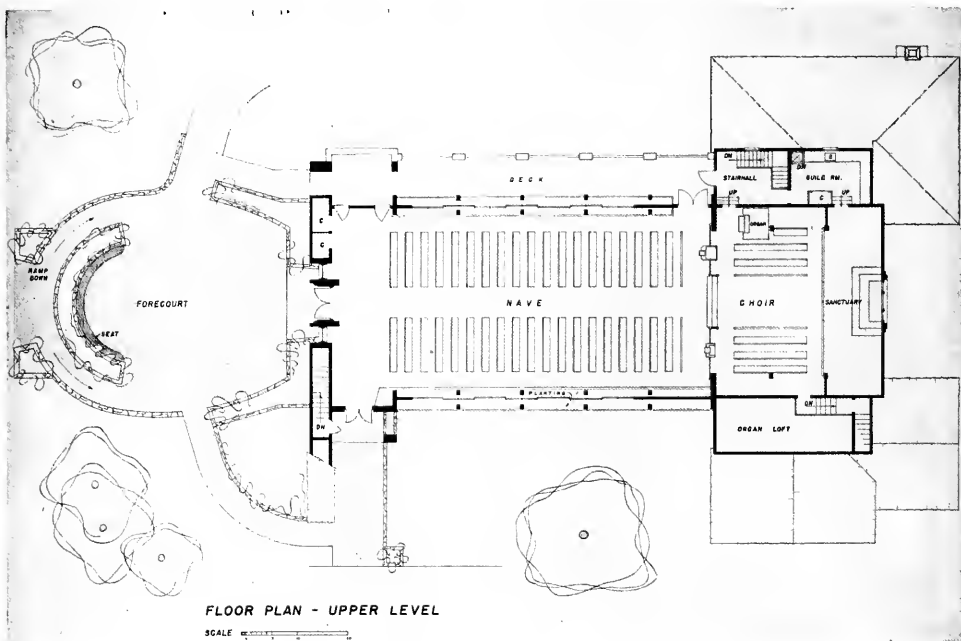 DN
STAIRHALL
UP
DN
S
GUILD RM.
C
UP
DECK
C
C
ORGAN
RAMP
DOWN
FORECOURT
SEAT
NAVE
CHOIR
SANCTUARY
PLANTING
DN
DN
ORGAN LOFT
FLOOR PLAN - UPPER LEVEL
SCALE